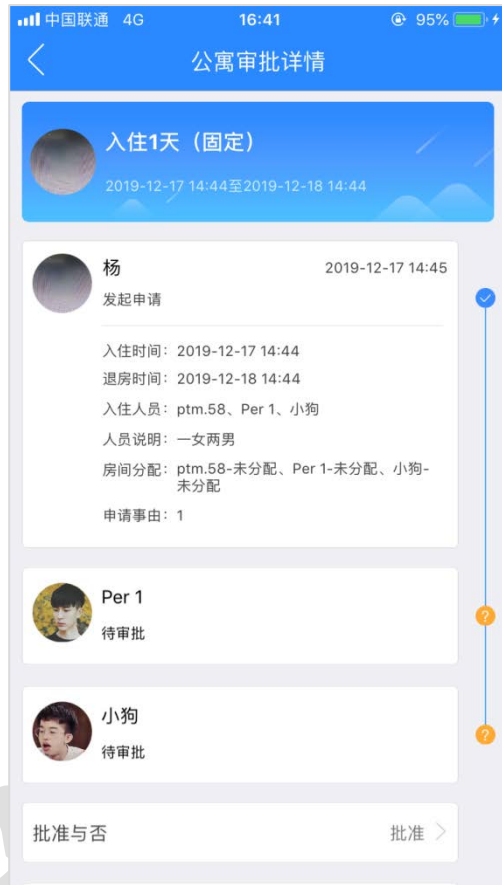 中国联通 4G 16:41 95%
公寓审批详情
入住1天（固定）
2019-12-17 14:44至2019-12-18 14:44
杨 2019-12-17 14:45
发起申请
入住时间：2019-12-17 14:44
退房时间：2019-12-18 14:44
入住人员：ptm.58、Per 1、小狗
人员说明：一女两男
房间分配：ptm.58-未分配、Per 1-未分配、小狗-
未分配
申请事由：1
Per 1
待审批
?
小狗
待审批
?
批准与否 批准